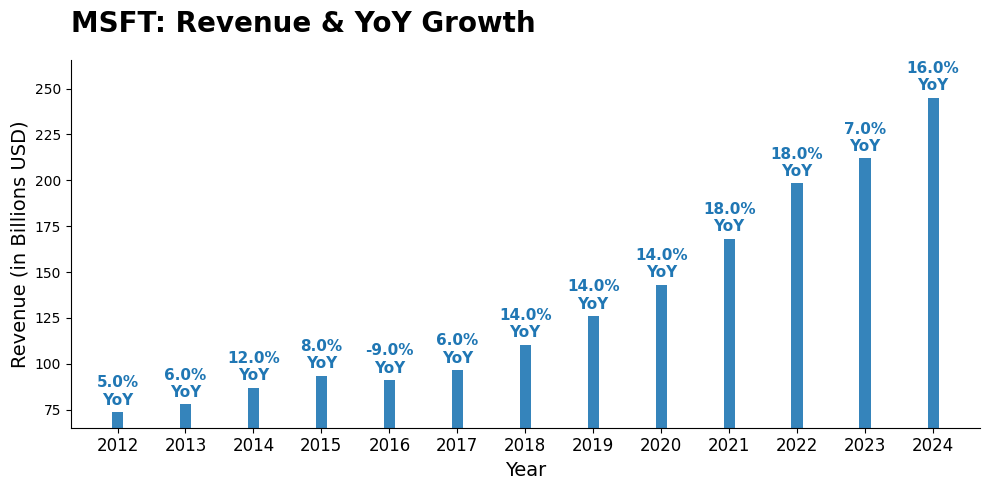 MSFT: Revenue & YoY Growth
Revenue (in Billions USD)
250
225
200
175
150
125
100
75
5.0%
YoY
6.0%
YoY
12.0%
YoY
8.0%
YoY
-9.0%
YoY
6.0%
YoY
14.0%
YoY
14.0%
YoY
14.0%
YoY
18.0%
YoY
18.0%
YoY
7.0%
YoY
16.0%
YoY
2012 2013 2014 2015 2016 2017 2018 2019 2020 2021 2022 2023 2024
Year